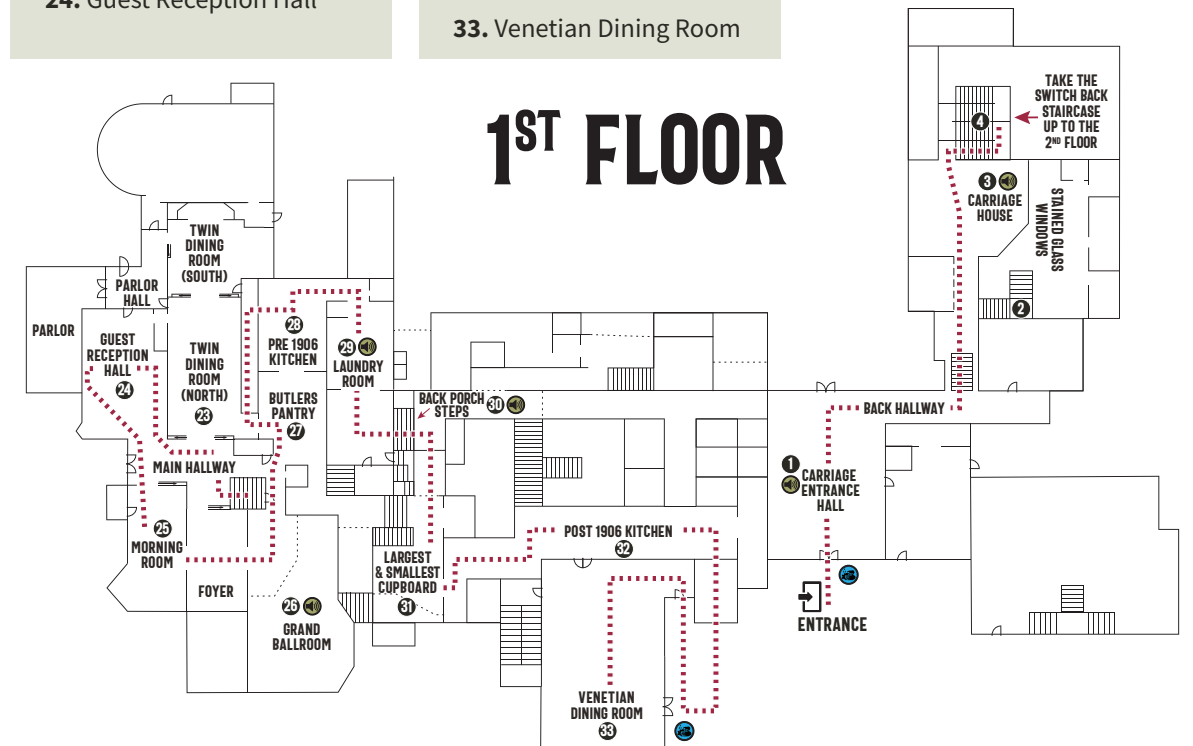 24. Guest Reception Hall
33. Venetian Dining Room
1ST FLOOR
TAKE THE
SWITCH BACK
STAIRCASE
UP TO THE
2ND FLOOR
4
3
CARRIAGE
HOUSE
STAINED GLASS
WINDOWS
2
TWIN
DINING
ROOM
(SOUTH)
PARLOR
HALL
PARLOR
GUEST
RECEPTION
HALL
24
TWIN
DINING
ROOM
(NORTH)
23
28
PRE 1906
KITCHEN
29
LAUNDRY
ROOM
BUTLERS
PANTRY
27
BACK PORCH
STEPS
30
BACK HALLWAY
1
CARRIAGE
ENTRANCE
HALL
MAIN HALLWAY
25
MORNING
ROOM
FOYER
26
GRAND
BALLROOM
LARGEST
& SMALLEST
CUPBOARD
31
POST 1906 KITCHEN
32
ENTRANCE
VENETIAN
DINING ROOM
33